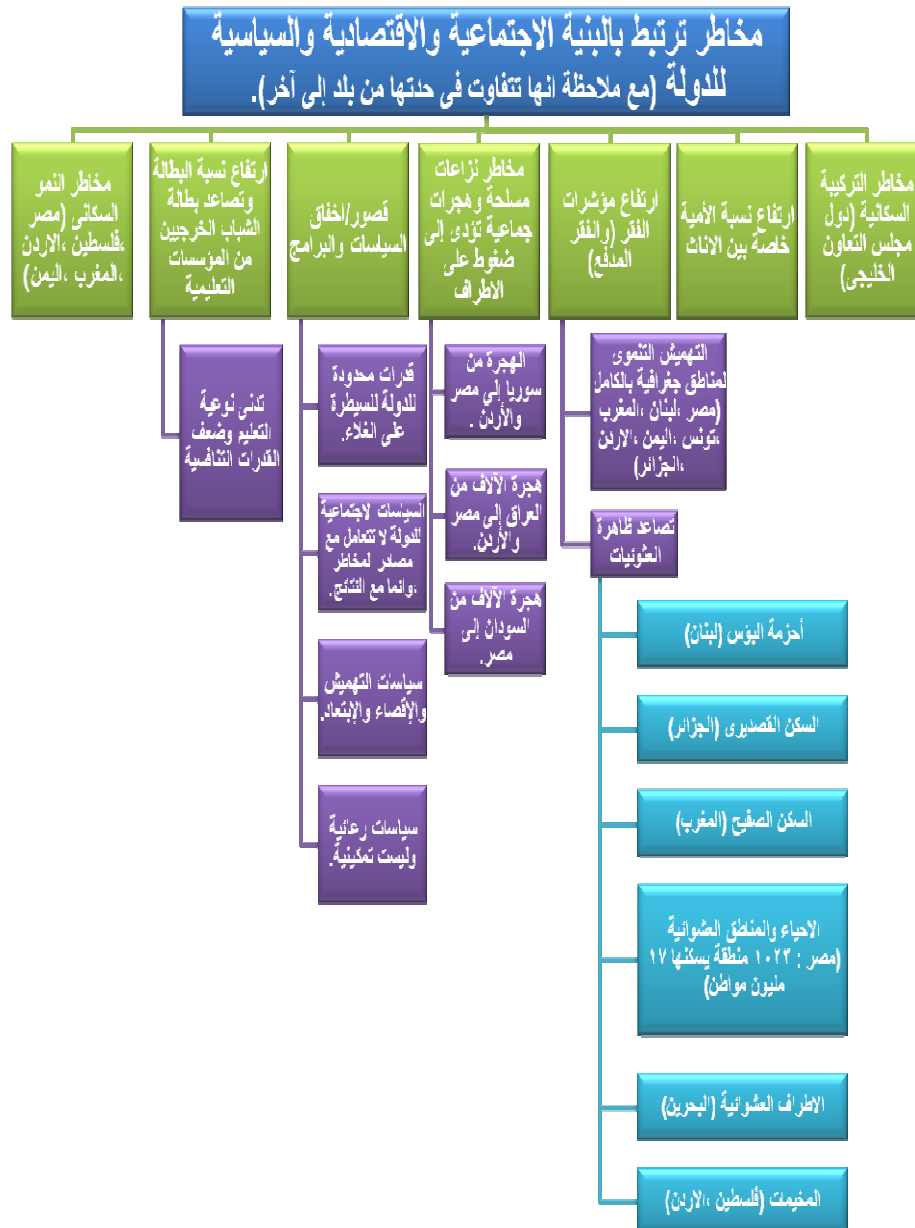 مخاطر ترتبط بالبنية الاجتماعية والاقتصادية والسياسية
للدولة (مع ملاحظة انها تتفاوت فى حدتها من بلد إلى آخر).
مخاطر التركيبة
السكانية (دول
مجلس التعاون
الخليجى)
ارتفاع نسبة الأمية
خاصة بين الاناث
ارتفاع مؤشرات
الفقر (والفقر
المدقع)
التهميش التنموى
لمناطق جغرافية بالكامل
(مصر ،لبنان ،المغرب
،تونس ،اليمن ،الاردن
،الجزائر)
تصاعد ظاهرة
العشوئيات
أحزمة البؤس (لبنان)
السكن القصديرى (الجزائر)
السكن الصفيح (المغرب)
الاحياء والمناطق العشوائية
(مصر : ١٠٢٣ منطقة يسكنها ١٧
مليون مواطن)
الاطراف العشوائية (البحرين)
المخيمات (فلسطين ،الاردن)
مخاطر نزاعات
مسلحة وهجرات
جماعية تؤدى إلى
ضغوط على
الاطراف
الهجرة من
سوريا إلى مصر
والأردن .
هجرة الآلاف من
العراق إلى مصر
والأردن.
هجرة الآلاف من
السودان إلى
مصر.
قصور/اخفاق
السياسات والبرامج
قدرات محدودة
للدولة للسيطرة
على الغلاء.
السياسات لاجتماعية
للدولة لا تتعامل مع
مصادر لمخاطر
،وانما مع النتائج.
سياسات التهميش
والإقصاء والإبتعاد.
سياسات رعائية
وليست تمكينية.
ارتفاع نسبة البطالة
وتصاعد بطالة
الشباب الخرجيين
من المؤسسات
التعليمية
تدنى نوعية
التعليم وضعف
القدرات التنافسية
مخاطر النمو
السكانى (مصر
،فلسطين ،الاردن
،المغرب ،اليمن)